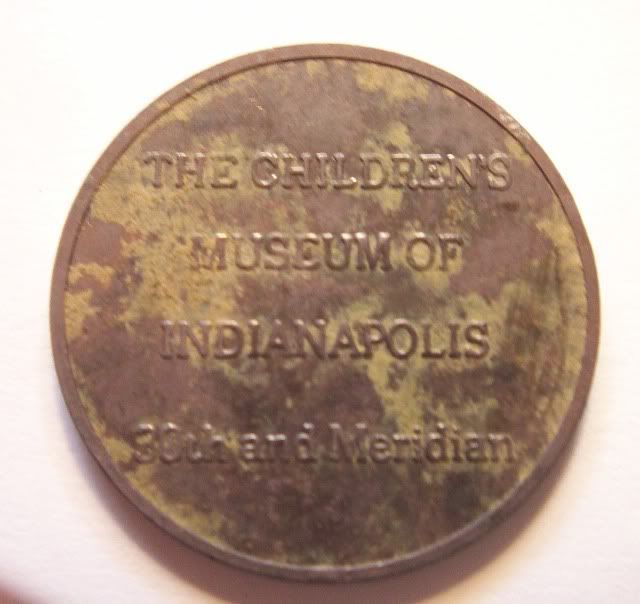 THE CHILDREN'S
MUSEUM OF
INDIANAPOLIS
30th and Meridian